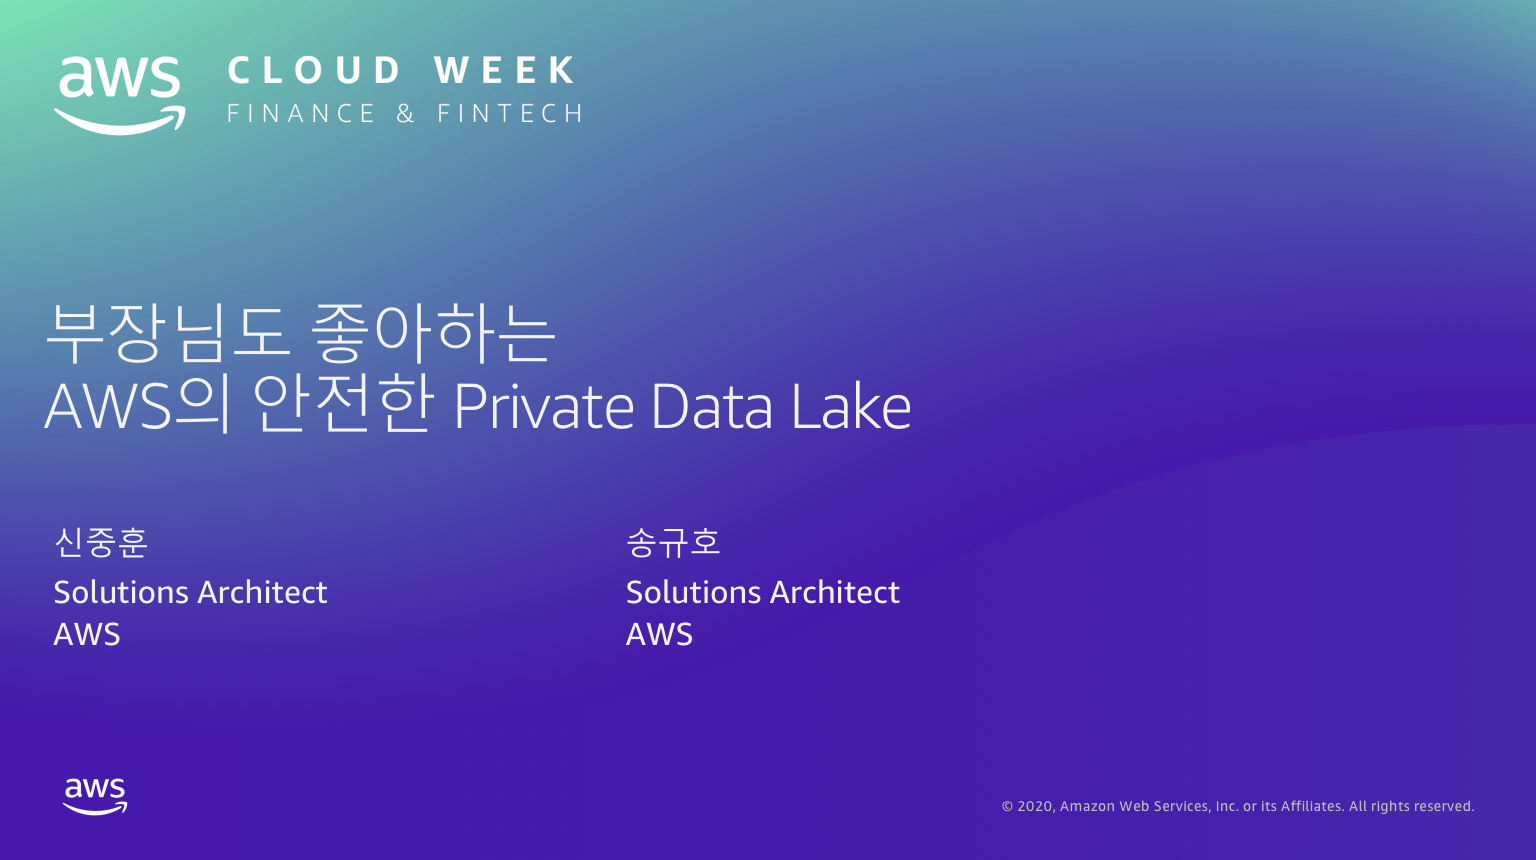 aws
CLOUD WEEK
FINANCE & FINTECH
부장님도 좋아하는
AWS의 안전한 Private Data Lake
신중훈
Solutions Architect
AWS
송규호
Solutions Architect
AWS
aws
© 2020, Amazon Web Services, Inc. or its Affiliates. All rights reserved.